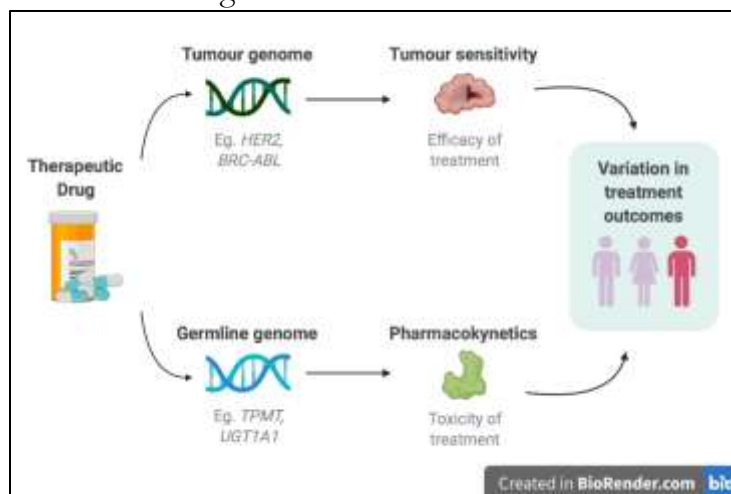 Tumour genome
Eg. HER2,
BRC-ABL
Tumour sensitivity
Efficacy of
treatment
Therapeutic
Drug
Variation in
treatment
outcomes
Germline genome
Eg. TPMT,
UGT1A1
Pharmacokynetics
Toxicity of
treatment
Created in BioRender.com bio